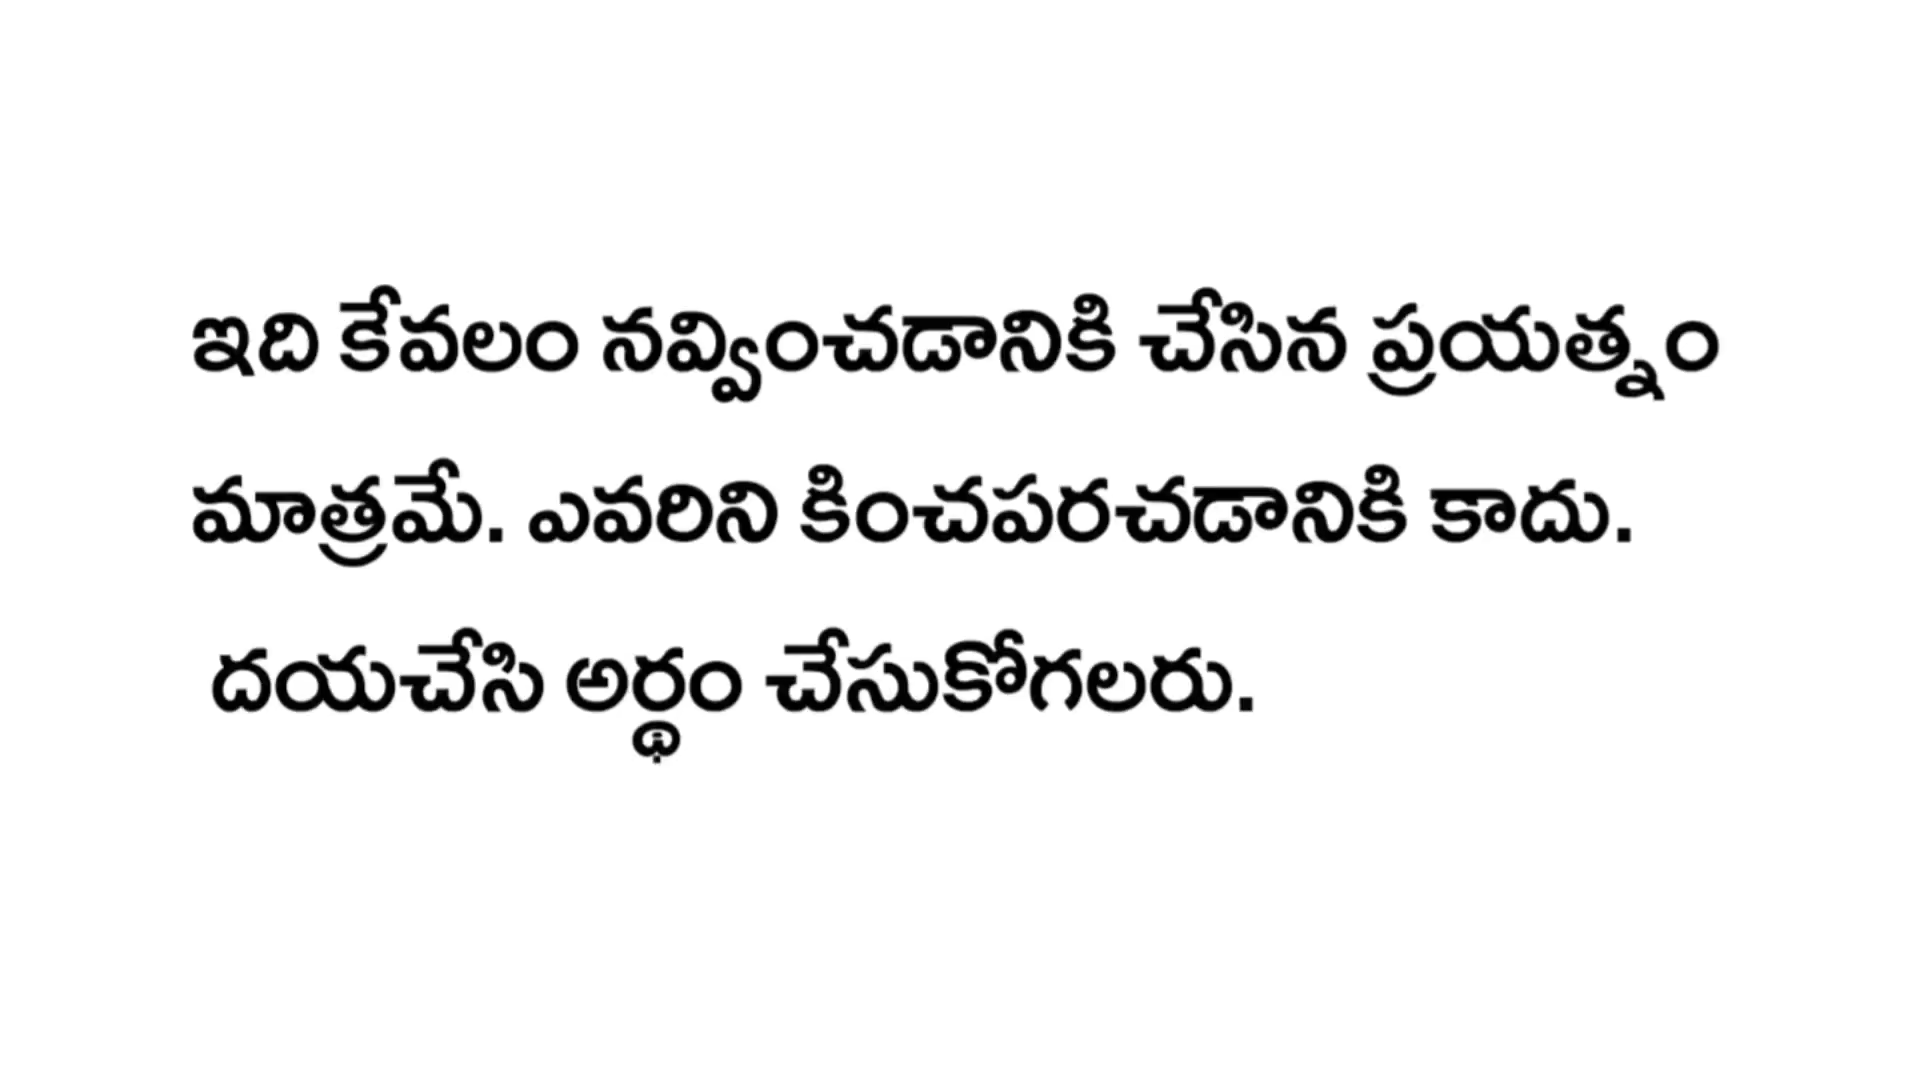 ఇది కేవలం నవ్వించడానికి చేసిన ప్రయత్నం
మాత్రమే. ఎవరిని కించపరచడానికి కాదు.
దయచేసి అర్థం చేసుకోగలరు.